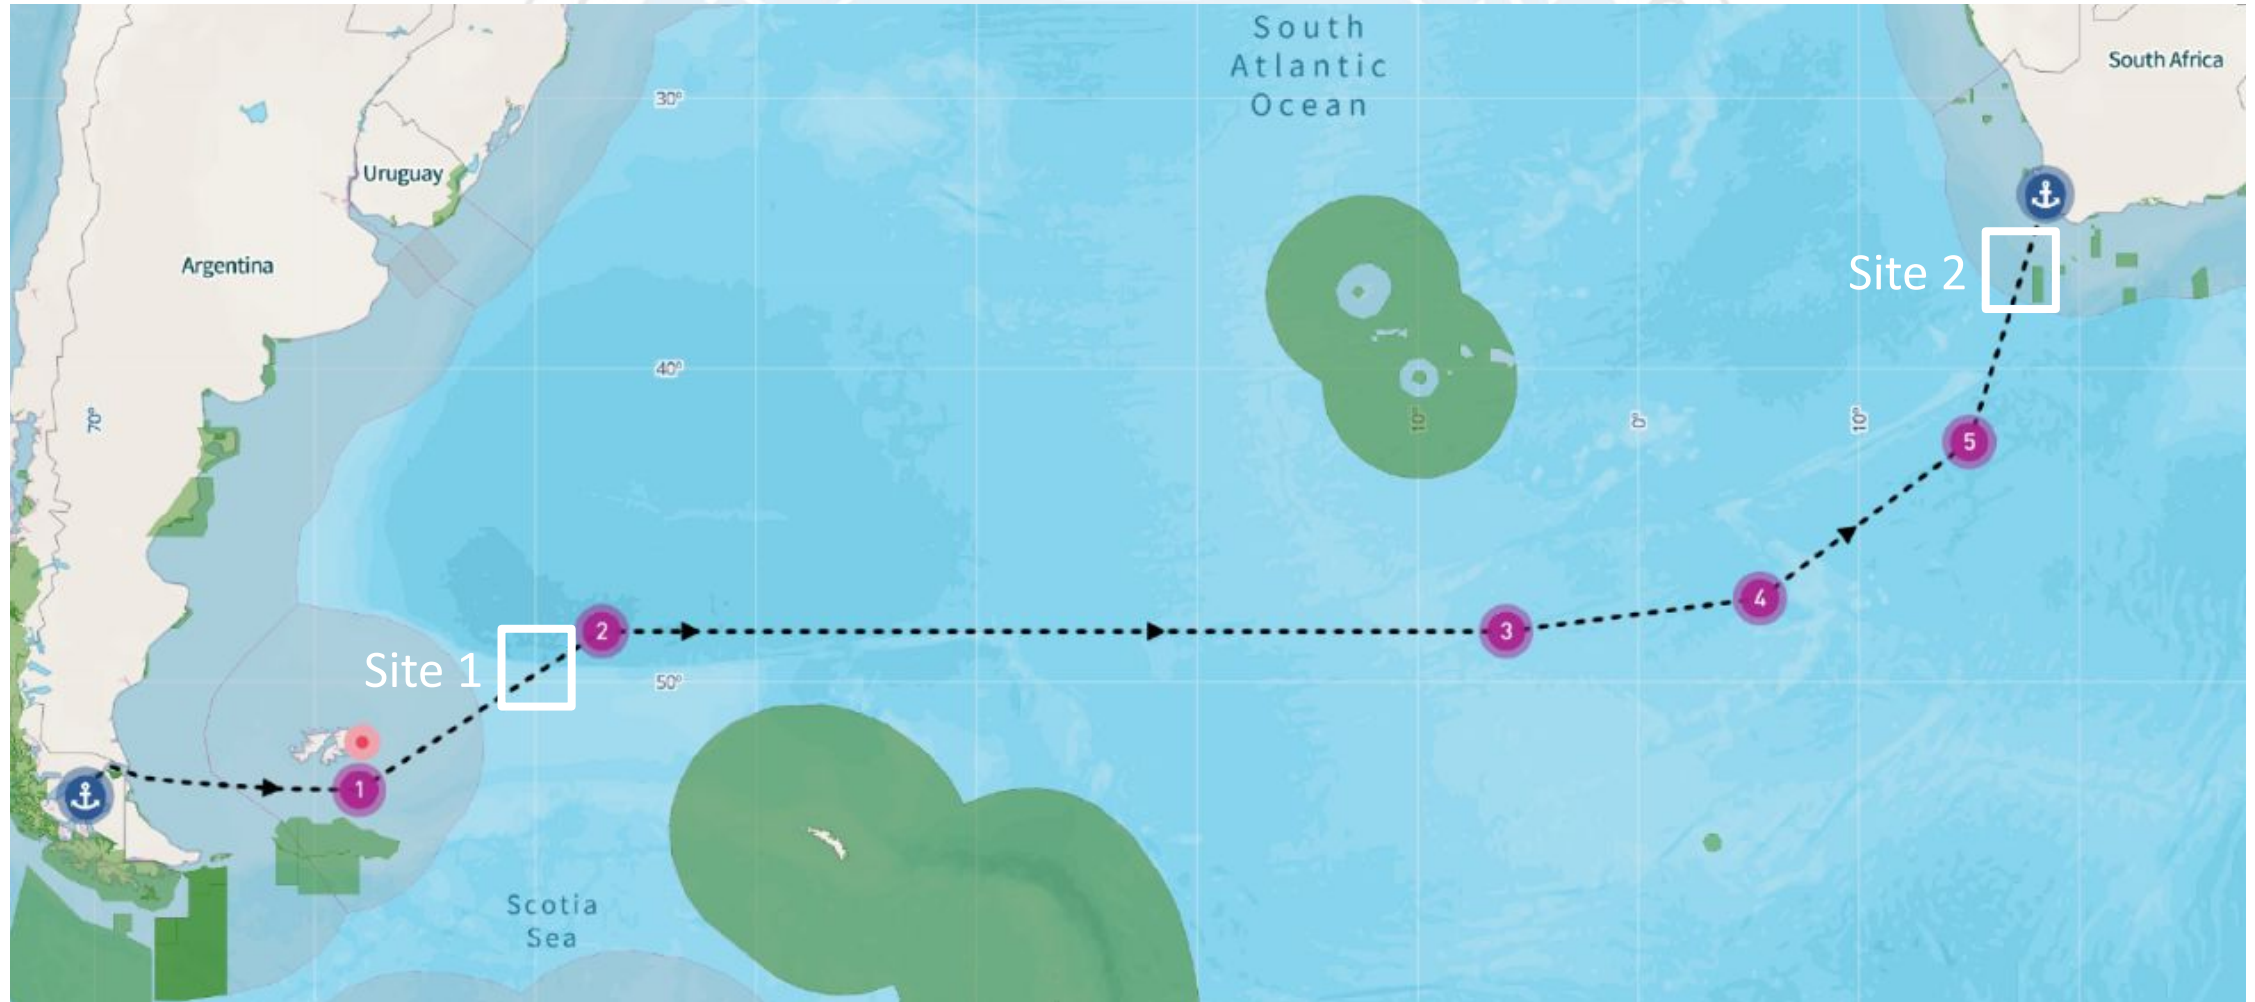 South
Atlantic
Ocean
South Africa
30°
Uruguay
Argentina
Site 2
40°
70°
10°
0°
10°
5
4
2
3
Site 1
50°
1
Scotia
Sea